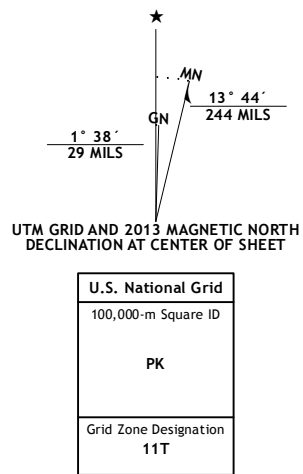 ★
MN
GN
13° 44´
244 MILS
1° 38´
29 MILS
UTM GRID AND 2013 MAGNETIC NORTH
DECLINATION AT CENTER OF SHEET
U.S. National Grid
100,000-m Square ID
PK
Grid Zone Designation
11T